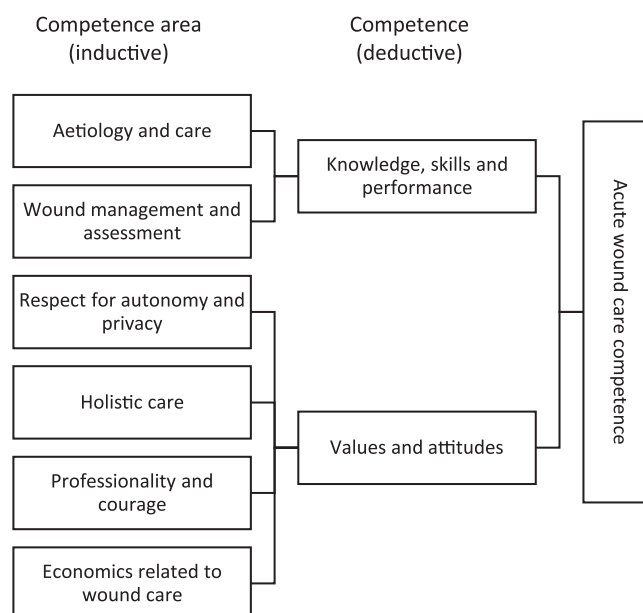 Competence area
(inductive)
Competence
(deductive)
Aetiology and care
Wound management and
assessment
Respect for autonomy and
privacy
Holistic care
Professionality and
courage
Economics related to
wound care
Knowledge, skills and
performance
Values and attitudes
Acute wound care competence